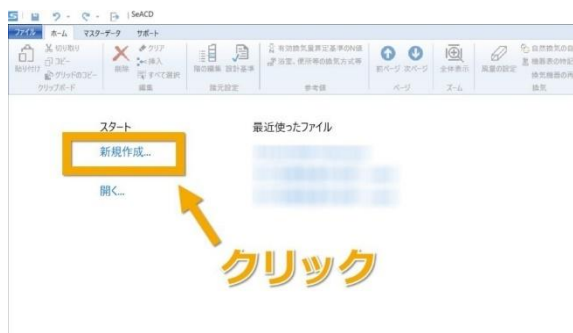 SeACD
ファイル ホーム マスターデータ サポート
切り取り クリア 有効換気量算定基準のN値 自然換気の自
コピー 挿入 浴室、便所等の換気方式等 機器表の特記
貼り付け グリッドのコピー 削除 すべて選択 階の編集 設計基準 前ページ 次ページ 全体表示 風量の設定 換気機器の再
クリップボード 編集 諸元設定 参考値 ページ ズーム 換気
スタート 最近使ったファイル
新規作成...
開く...
クリック